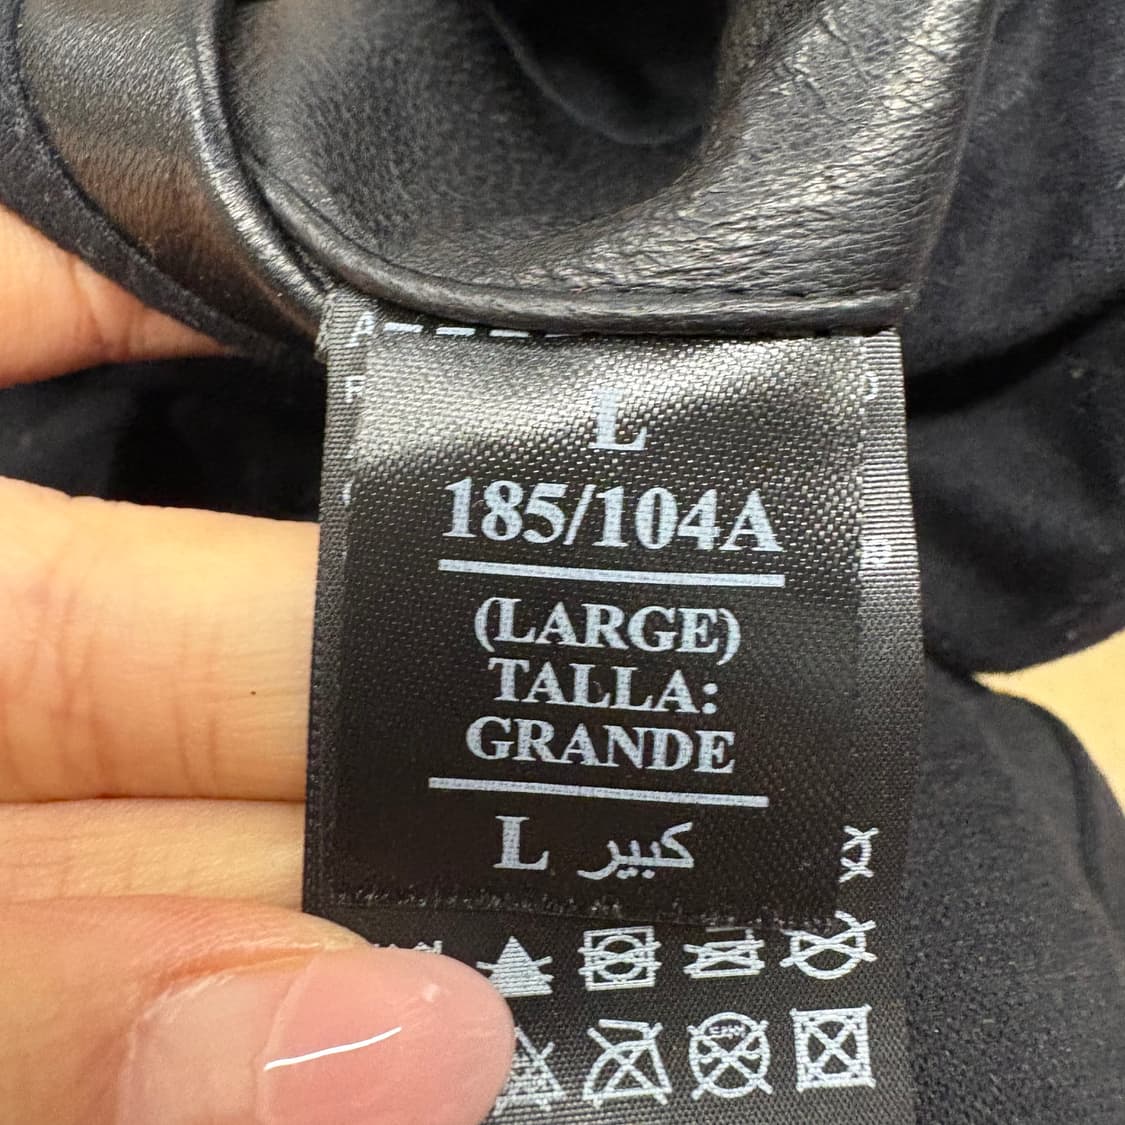 L
185/104A
(LARGE)
TALLA:
GRANDE
L كبير